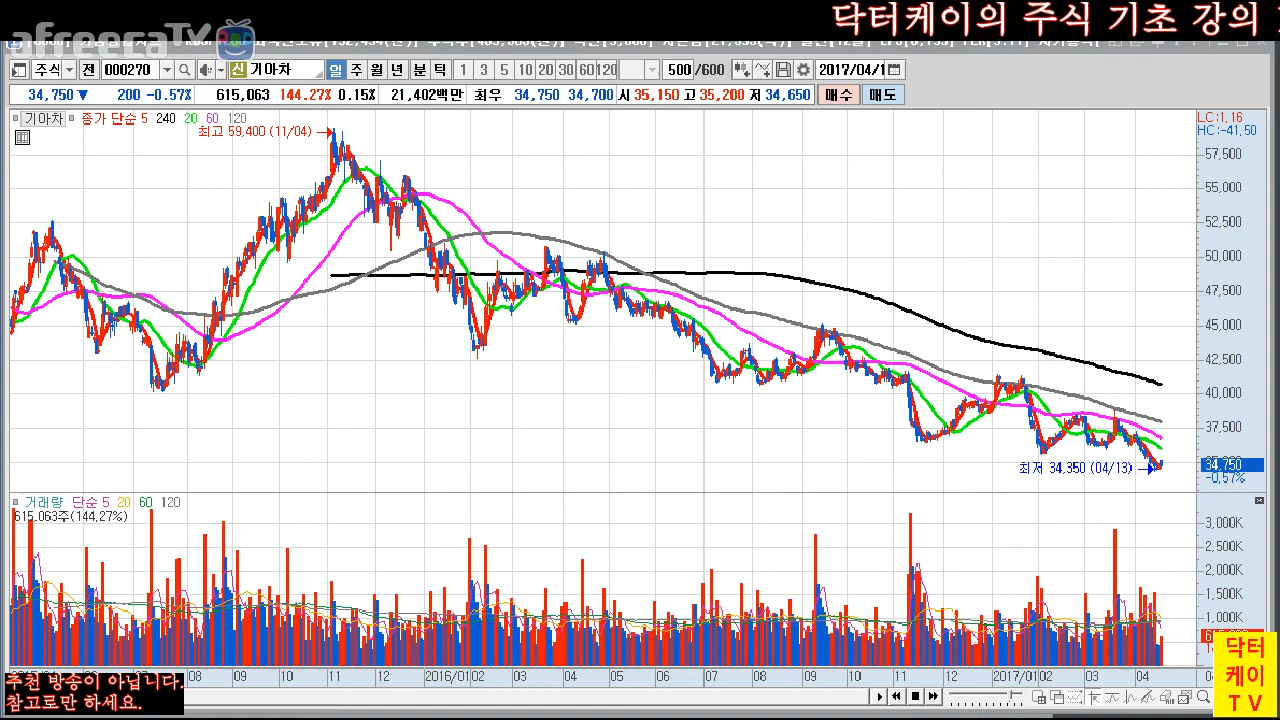 닥터케이의 주식 기초 강의
afreecaTV
주식 전 000270 신 기아차 일 주 월 년 분 틱 1 3 5 10 20 30 60 120 500 /600 2017/04/1
34,750 ▼ 200 -0.57% 615,063 144.27% 0.15% 21,402백만 최우 34,750 34,700 시 35,150 고 35,200 저 34,650 매수 매도
기아차 종가 단순 5 240 20 60 120
LC:1.16
HC:-41.50
최고 59,400 (11/04)
57,500
55,000
52,500
50,000
47,500
45,000
42,500
40,000
37,500
최저 34,350 (04/13)
34,750
-0.57%
거래량 단순 5 20 60 120
615,063주(144.27%)
3,000K
2,500K
2,000K
1,500K
1,000K
07 08 09 10 11 12 2016/01 02 03 04 05 06 07 08 09 10 11 12 2017/01 02 03 04
추천 방송이 아닙니다.
참고로만 하세요.
닥터
케이
TV